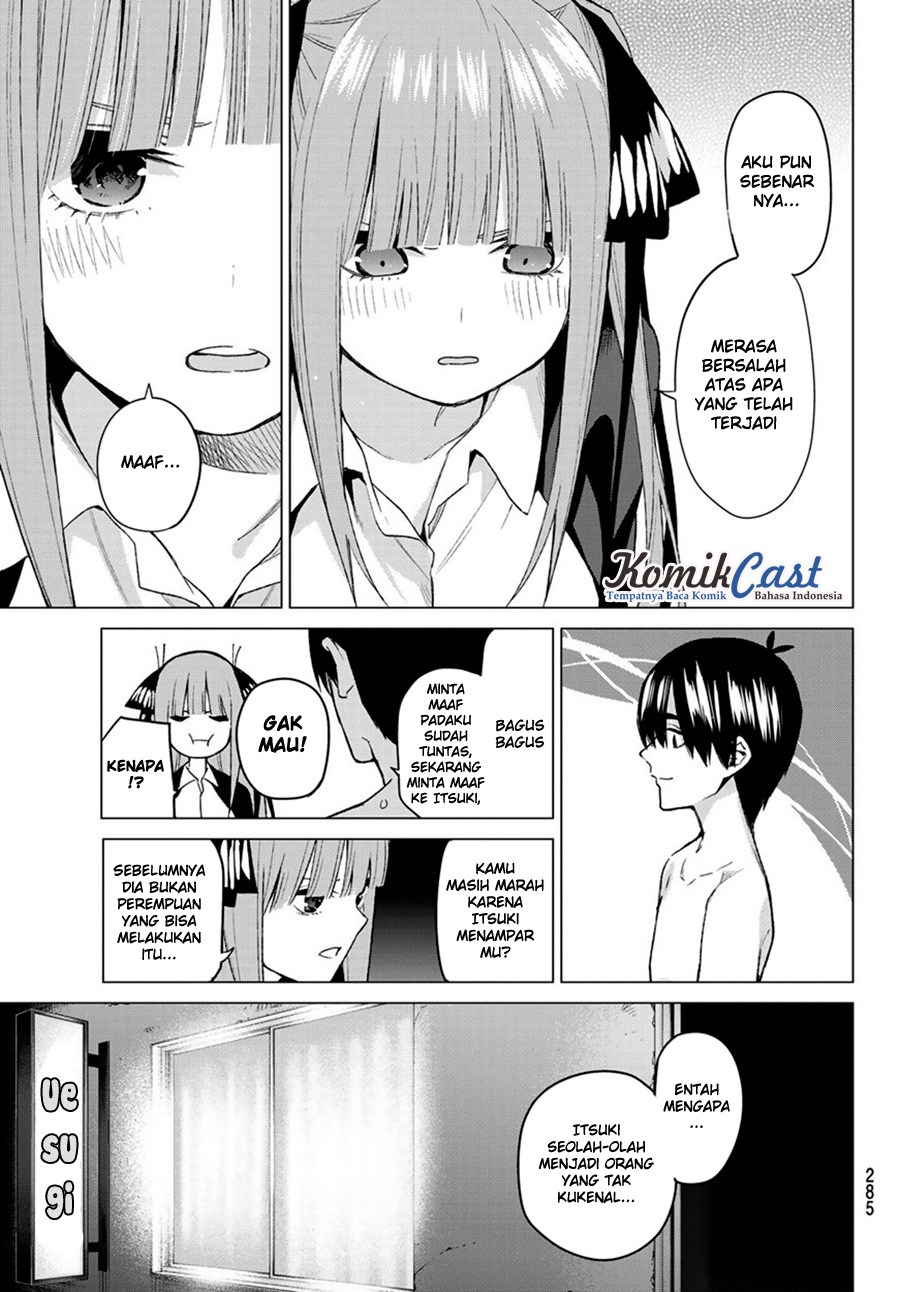 AKU PUN
SEBENAR
NYA...
MERASA
BERSALAH
ATAS APA
YANG TELAH
TERJADI
MAAF...
KomikCast
Tempatnya Baca Komik Bahasa Indonesia
BAGUS
BAGUS
MINTA
MAAF
PADAKU
SUDAH
TUNTAS,
SEKARANG
MINTA MAAF
KE ITSUKI,
GAK
MAU!
KENAPA
!?
KAMU
MASIH MARAH
KARENA
ITSUKI
MENAMPAR
MU?
SEBELUMNYA
DIA BUKAN
PEREMPUAN
YANG BISA
MELAKUKAN
ITU...
ENTAH
MENGAPA
...
ITSUKI
SEOLAH-OLAH
MENJADI ORANG
YANG TAK
KUKENAL...
Ue
su
gi
285